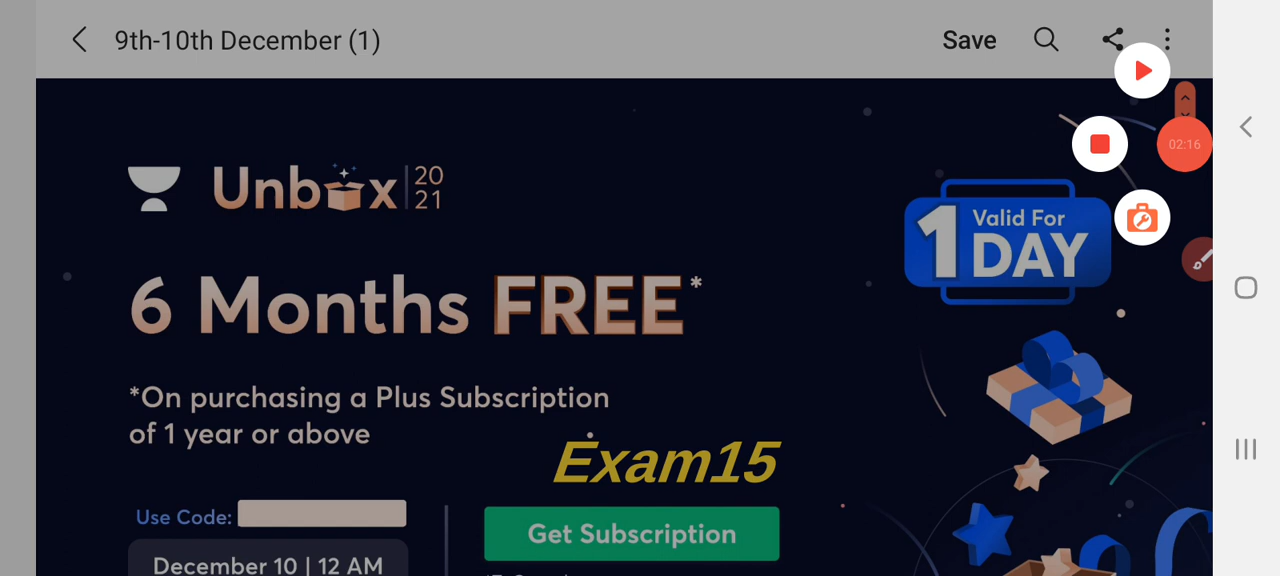 9th-10th December (1)
Save
02:16
Unbox 20
21
1 Valid For
DAY
6 Months FREE*
*On purchasing a Plus Subscription
of 1 year or above
Exam15
Use Code:
Get Subscription
December 10 | 12 AM